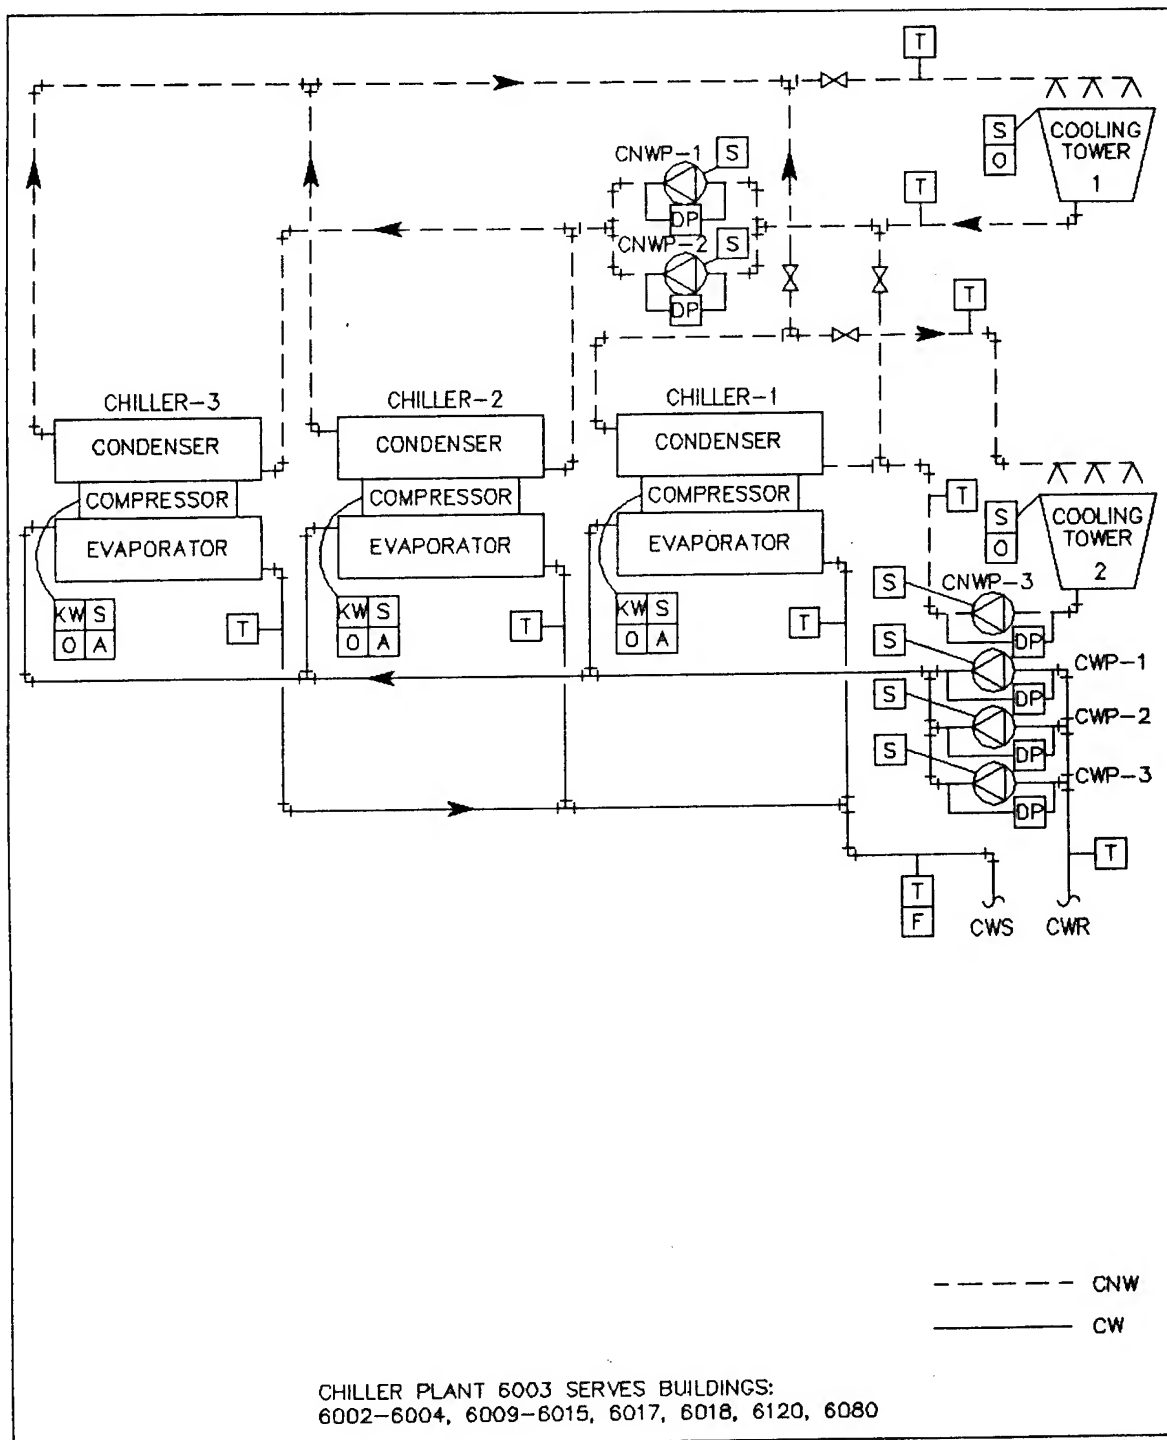 T
COOLING
TOWER
1
S
O
CNWP-1
S
DP
T
CNWP-2
S
DP
T
CHILLER-3
CHILLER-2
CHILLER-1
CONDENSER
CONDENSER
CONDENSER
COMPRESSOR
COMPRESSOR
COMPRESSOR
EVAPORATOR
EVAPORATOR
EVAPORATOR
T
S
O
COOLING
TOWER
2
KW S
O A
T
KW S
O A
T
KW S
O A
T
S
CNWP-3
DP
S
CWP-1
DP
S
CWP-2
DP
S
CWP-3
DP
T
T
F
CWS
CWR
CNW
CW
CHILLER PLANT 6003 SERVES BUILDINGS:
6002-6004, 6009-6015, 6017, 6018, 6120, 6080